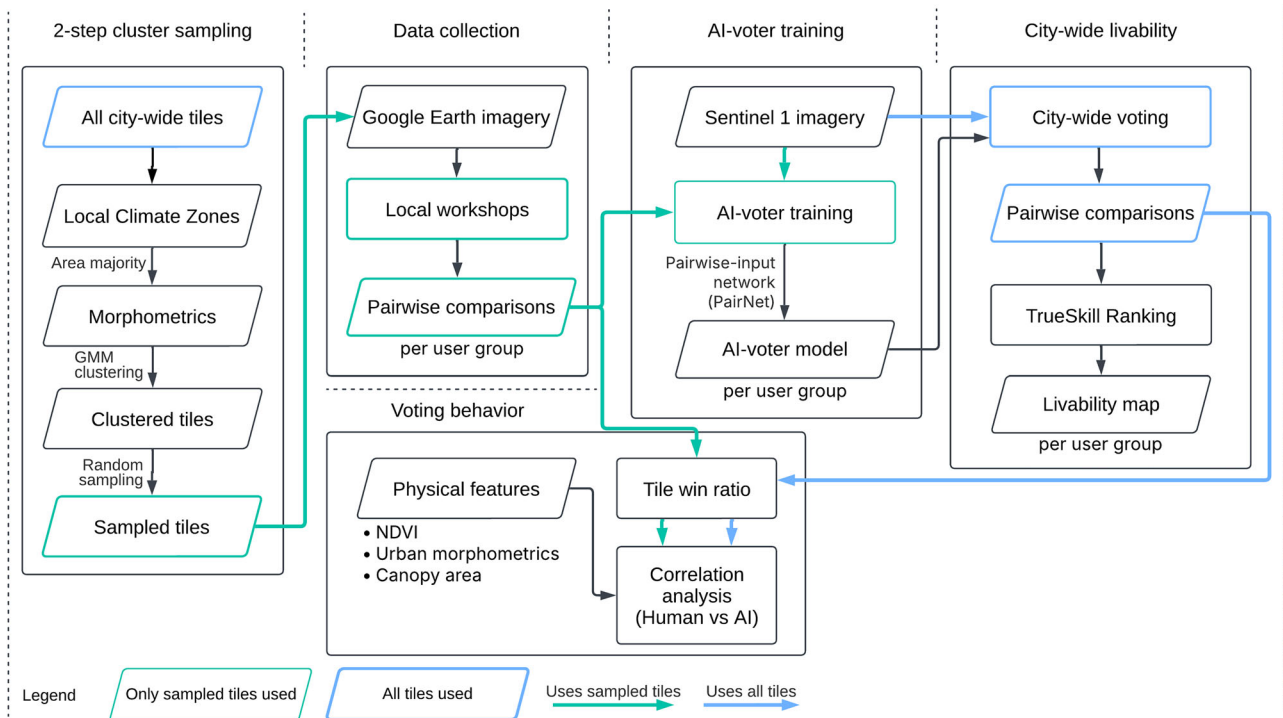 2-step cluster sampling
Data collection
AI-voter training
City-wide livability
All city-wide tiles
Local Climate Zones
Area majority
Morphometrics
GMM
clustering
Clustered tiles
Random
sampling
Sampled tiles
Google Earth imagery
Local workshops
Pairwise comparisons
per user group
Voting behavior
Physical features
• NDVI
• Urban morphometrics
• Canopy area
Tile win ratio
Correlation
analysis
(Human vs AI)
Sentinel 1 imagery
AI-voter training
Pairwise-input
network
(PairNet)
AI-voter model
per user group
City-wide voting
Pairwise comparisons
TrueSkill Ranking
Livability map
per user group
Legend
Only sampled tiles used
All tiles used
Uses sampled tiles
Uses all tiles